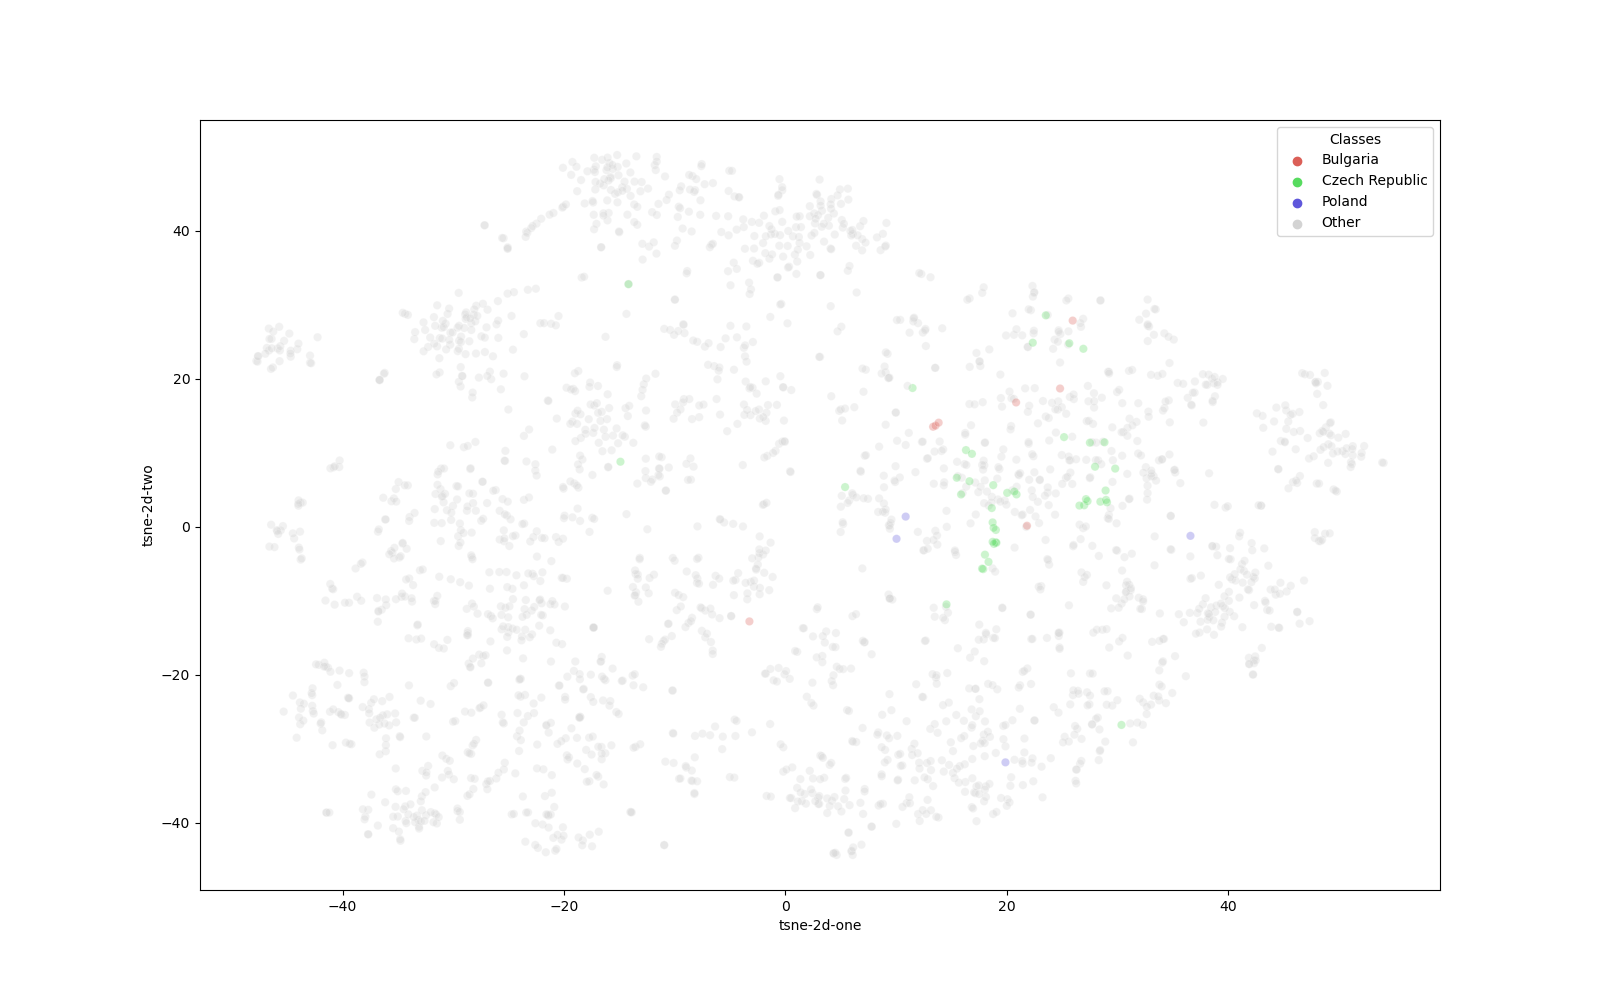 Classes
Bulgaria
Czech Republic
Poland
Other
40
20
0
−20
−40
tsne-2d-two
−40
−20
0
20
40
tsne-2d-one